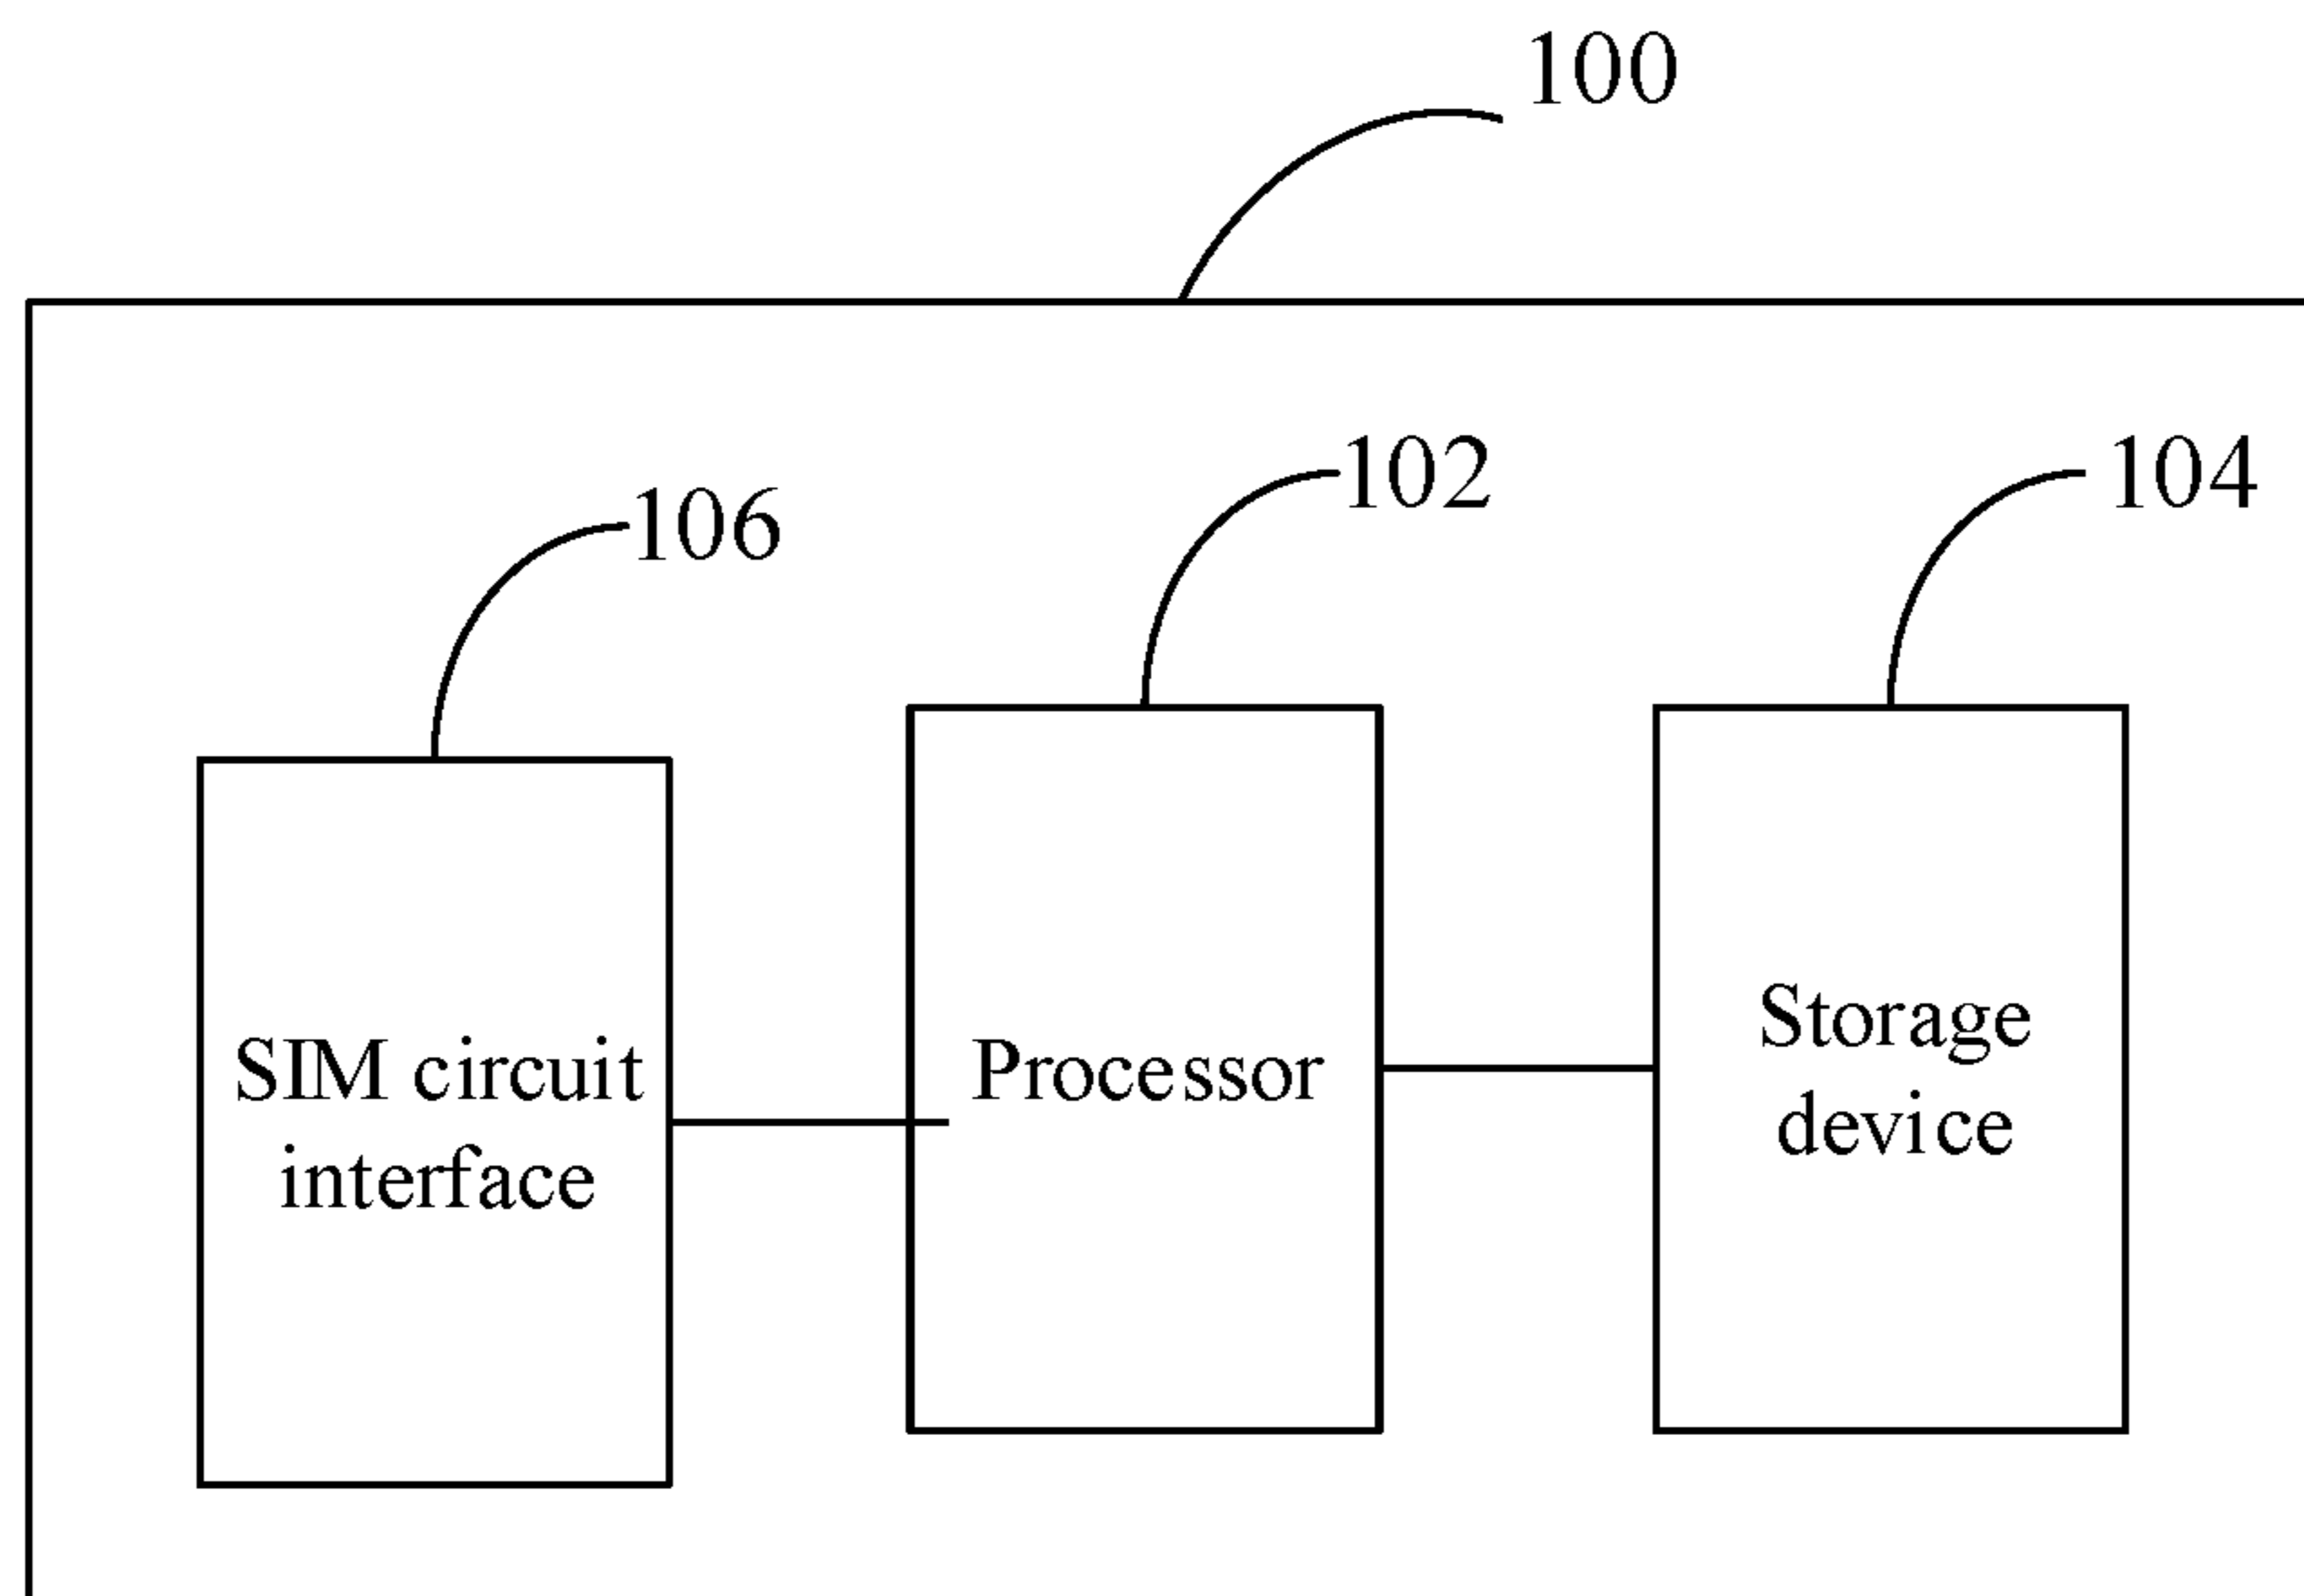 100
106
102
104
SIM circuit
interface
Processor
Storage
device